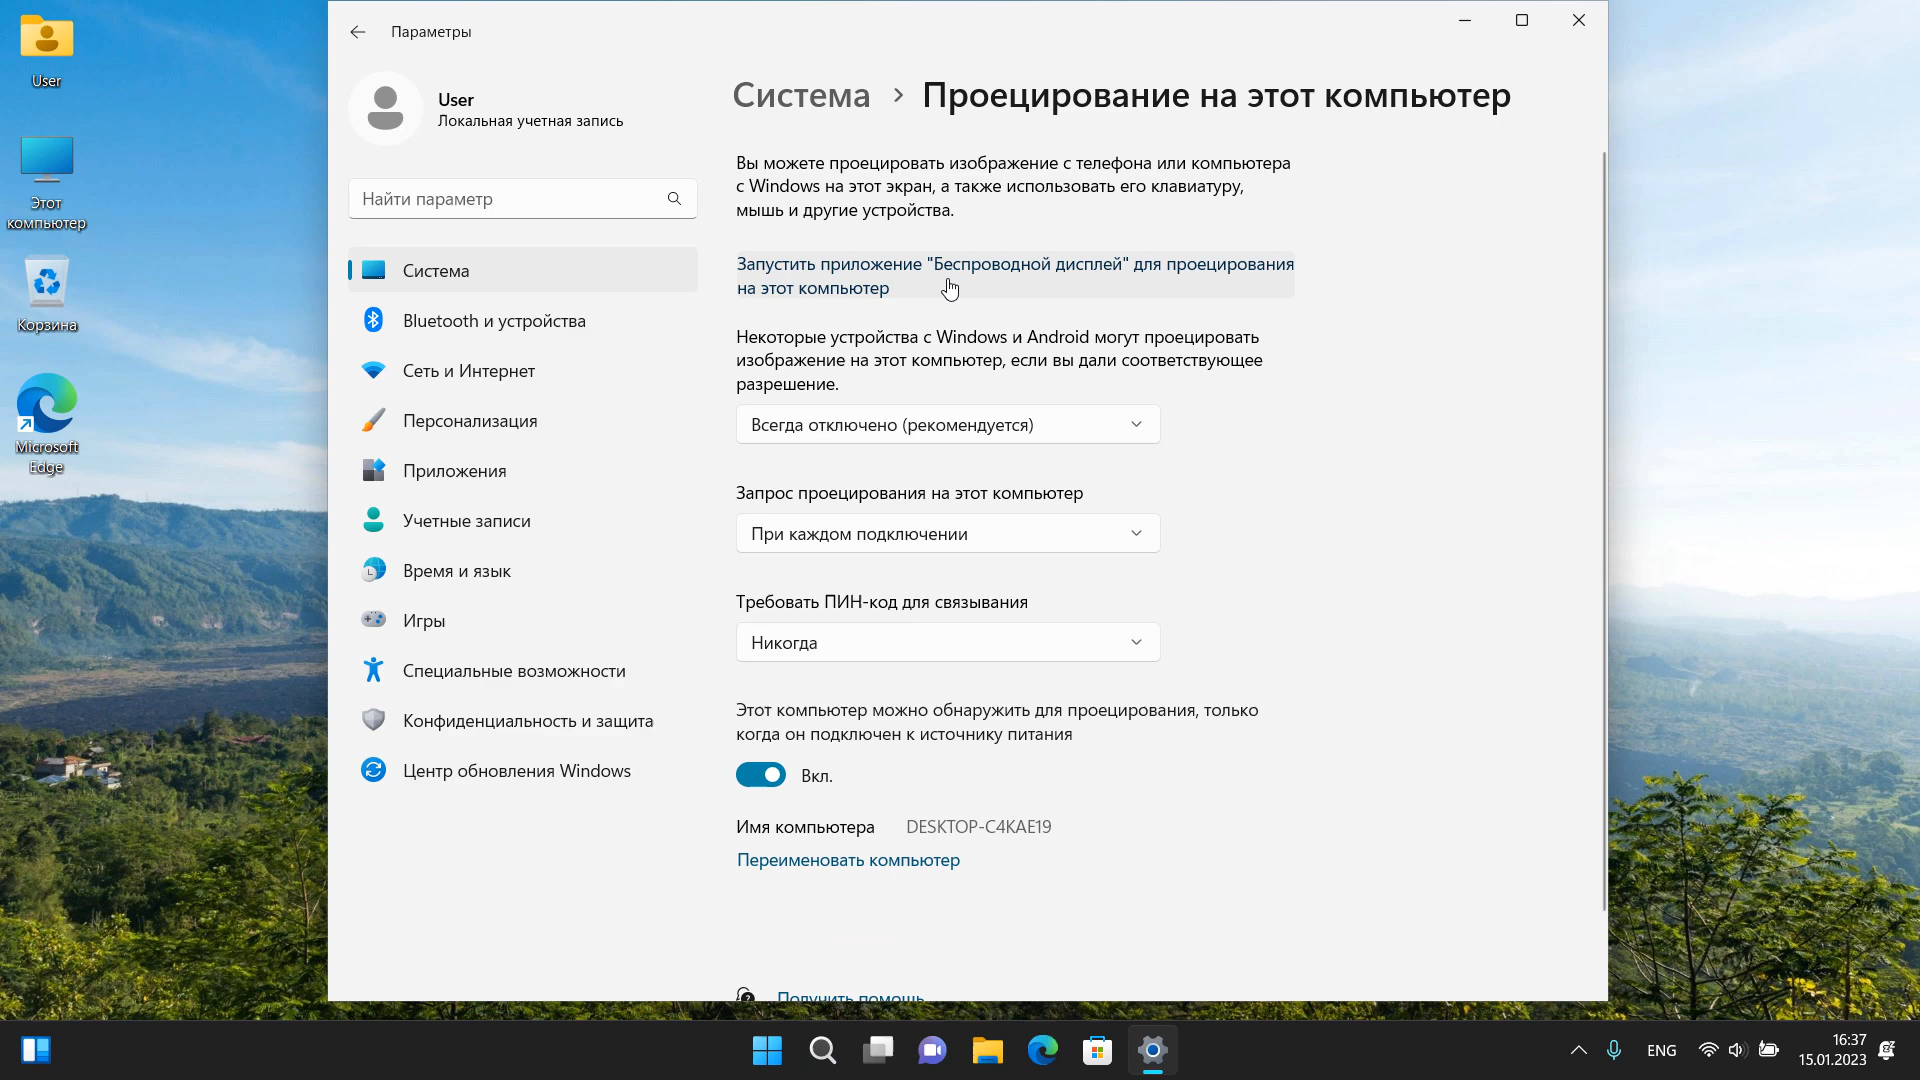 User
Этот
компьютер
Корзина
Microsoft
Edge
Параметры
User
Локальная учетная запись
Найти параметр
Система
Bluetooth и устройства
Сеть и Интернет
Персонализация
Приложения
Учетные записи
Время и язык
Игры
Специальные возможности
Конфиденциальность и защита
Центр обновления Windows
Система > Проецирование на этот компьютер
Вы можете проецировать изображение с телефона или компьютера
с Windows на этот экран, а также использовать его клавиатуру,
мышь и другие устройства.
Запустить приложение "Беспроводной дисплей" для проецирования
на этот компьютер
Некоторые устройства с Windows и Android могут проецировать
изображение на этот компьютер, если вы дали соответствующее
разрешение.
Всегда отключено (рекомендуется)
Запрос проецирования на этот компьютер
При каждом подключении
Требовать ПИН-код для связывания
Никогда
Этот компьютер можно обнаружить для проецирования, только
когда он подключен к источнику питания
Вкл.
Имя компьютера DESKTOP-C4KAE19
Переименовать компьютер
Получить помощь
ENG
16:37
15.01.2023